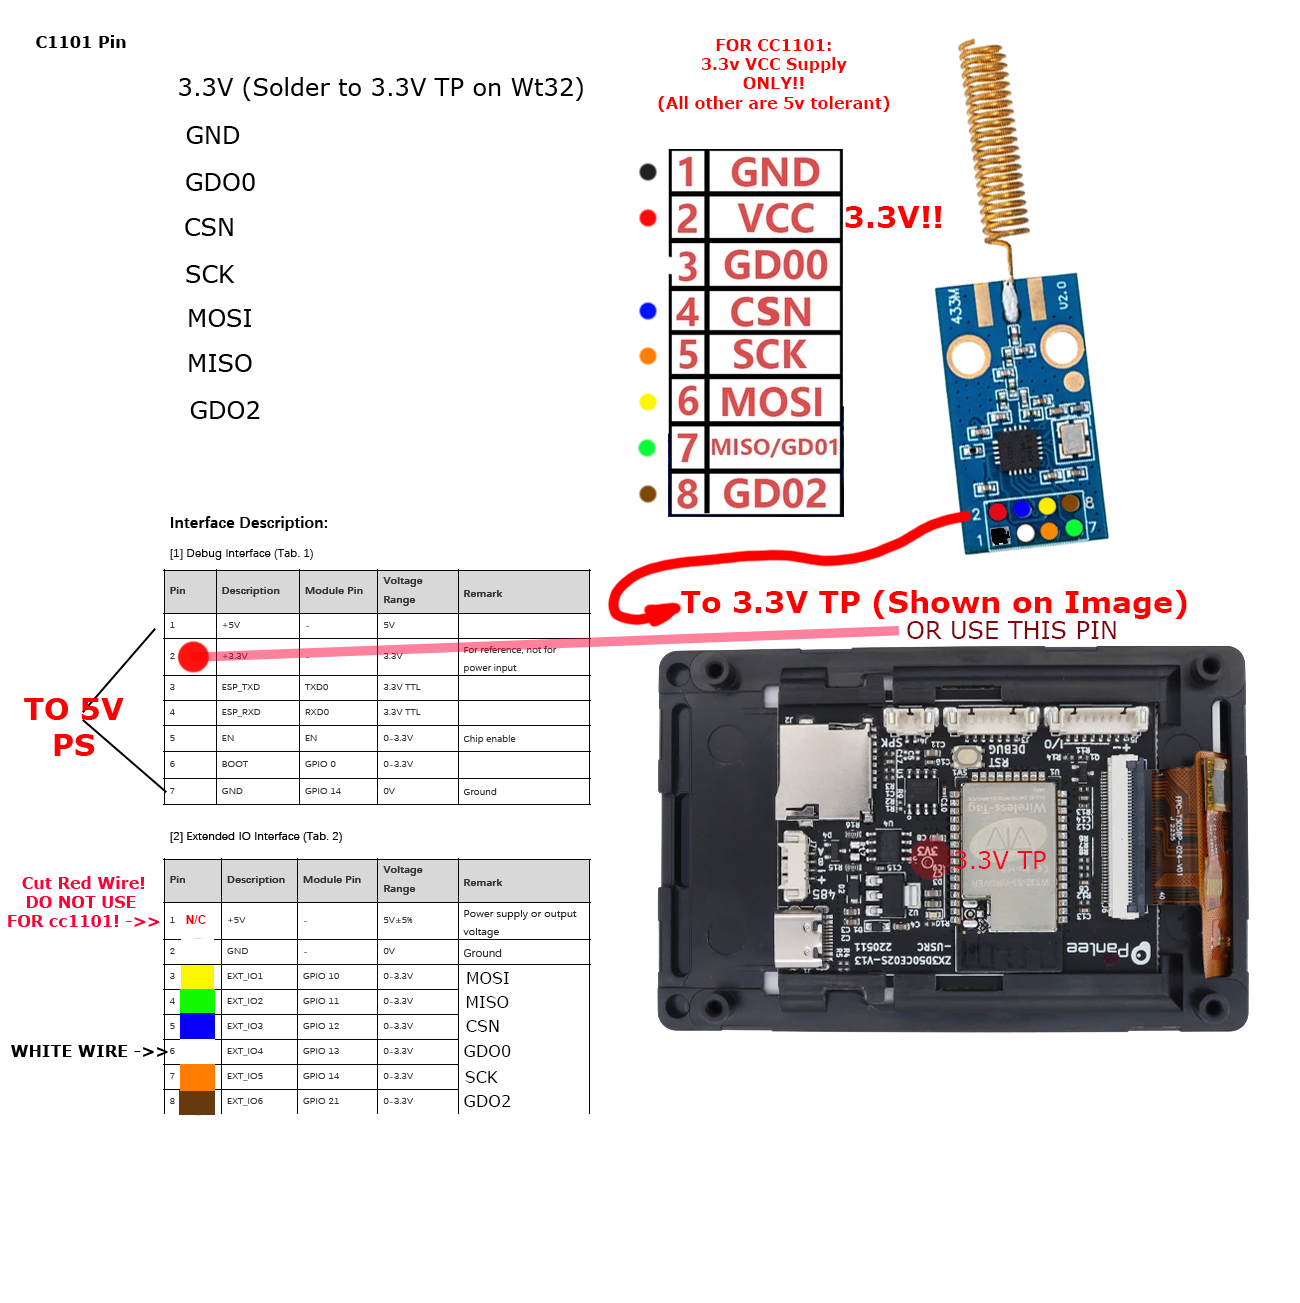 C1101 Pin
3.3V (Solder to 3.3V TP on Wt32)
GND
GDO0
CSN
SCK
MOSI
MISO
GDO2
FOR CC1101:
3.3v VCC Supply
ONLY!!
(All other are 5v tolerant)
1 GND
2 VCC 3.3V!!
3 GD00
4 CSN
5 SCK
6 MOSI
7 MISO/GD01
8 GD02
433M
U2.0
2 8
1 7
To 3.3V TP (Shown on Image)
OR USE THIS PIN
Interface Description:
[1] Debug Interface (Tab. 1)
Pin Description Module Pin Voltage Range Remark
1 +5V - 5V
2 +3.3V - 3.3V For reference, not for power input
3 ESP_TXD TXD0 3.3V TTL
4 ESP_RXD RXD0 3.3V TTL
5 EN EN 0~3.3V Chip enable
6 BOOT GPIO 0 0~3.3V
7 GND GPIO 14 0V Ground
TO 5V
PS
[2] Extended IO Interface (Tab. 2)
Pin Description Module Pin Voltage Range Remark
1 N/C +5V - 5V±5% Power supply or output voltage
2 GND - 0V Ground
3 EXT_IO1 GPIO 10 0~3.3V MOSI
4 EXT_IO2 GPIO 11 0~3.3V MISO
5 EXT_IO3 GPIO 12 0~3.3V CSN
6 EXT_IO4 GPIO 13 0~3.3V GDO0
7 EXT_IO5 GPIO 14 0~3.3V SCK
8 EXT_IO6 GPIO 21 0~3.3V GDO2
Cut Red Wire!
DO NOT USE
FOR cc1101! ->>
WHITE WIRE ->>
J2
SPK
DEBUG
I/O
RST
U1
Wireless-Tag
3V3
3.3V TP
485
220511
-USRC
ZX3D50CE02S-V13
PanLee